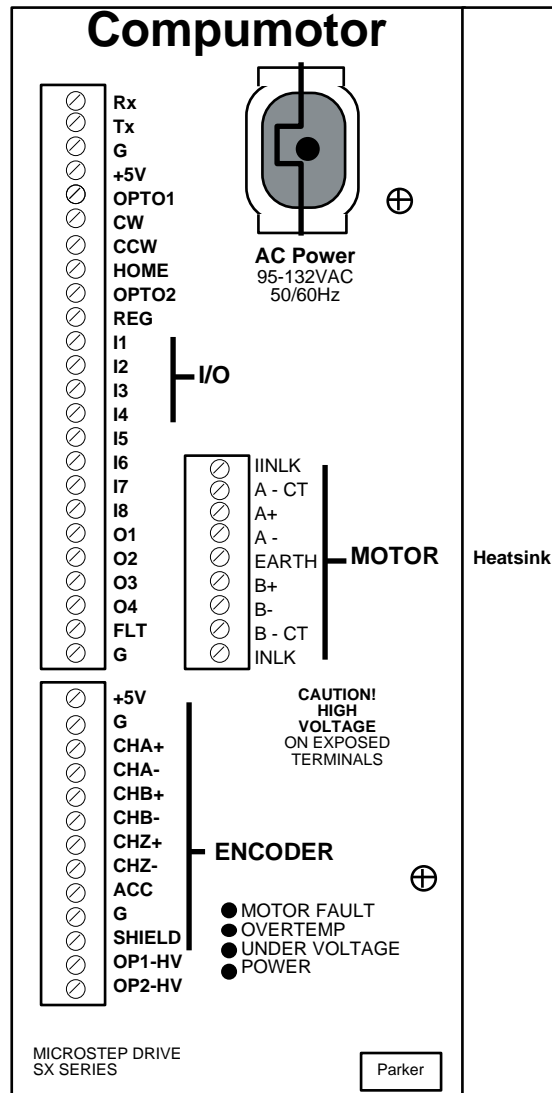 Compumotor
Rx
Tx
G
+5V
OPTO1
CW
CCW
HOME
OPTO2
REG
I1
I2
I3
I4
I5
I6
I7
I8
O1
O2
O3
O4
FLT
G
I/O
AC Power
95-132VAC
50/60Hz
IINLK
A - CT
A+
A -
EARTH
B+
B-
B - CT
INLK
MOTOR
Heatsink
CAUTION!
HIGH
VOLTAGE
ON EXPOSED
TERMINALS
+5V
G
CHA+
CHA-
CHB+
CHB-
CHZ+
CHZ-
ACC
G
SHIELD
OP1-HV
OP2-HV
ENCODER
MOTOR FAULT
OVERTEMP
UNDER VOLTAGE
POWER
MICROSTEP DRIVE
SX SERIES
Parker